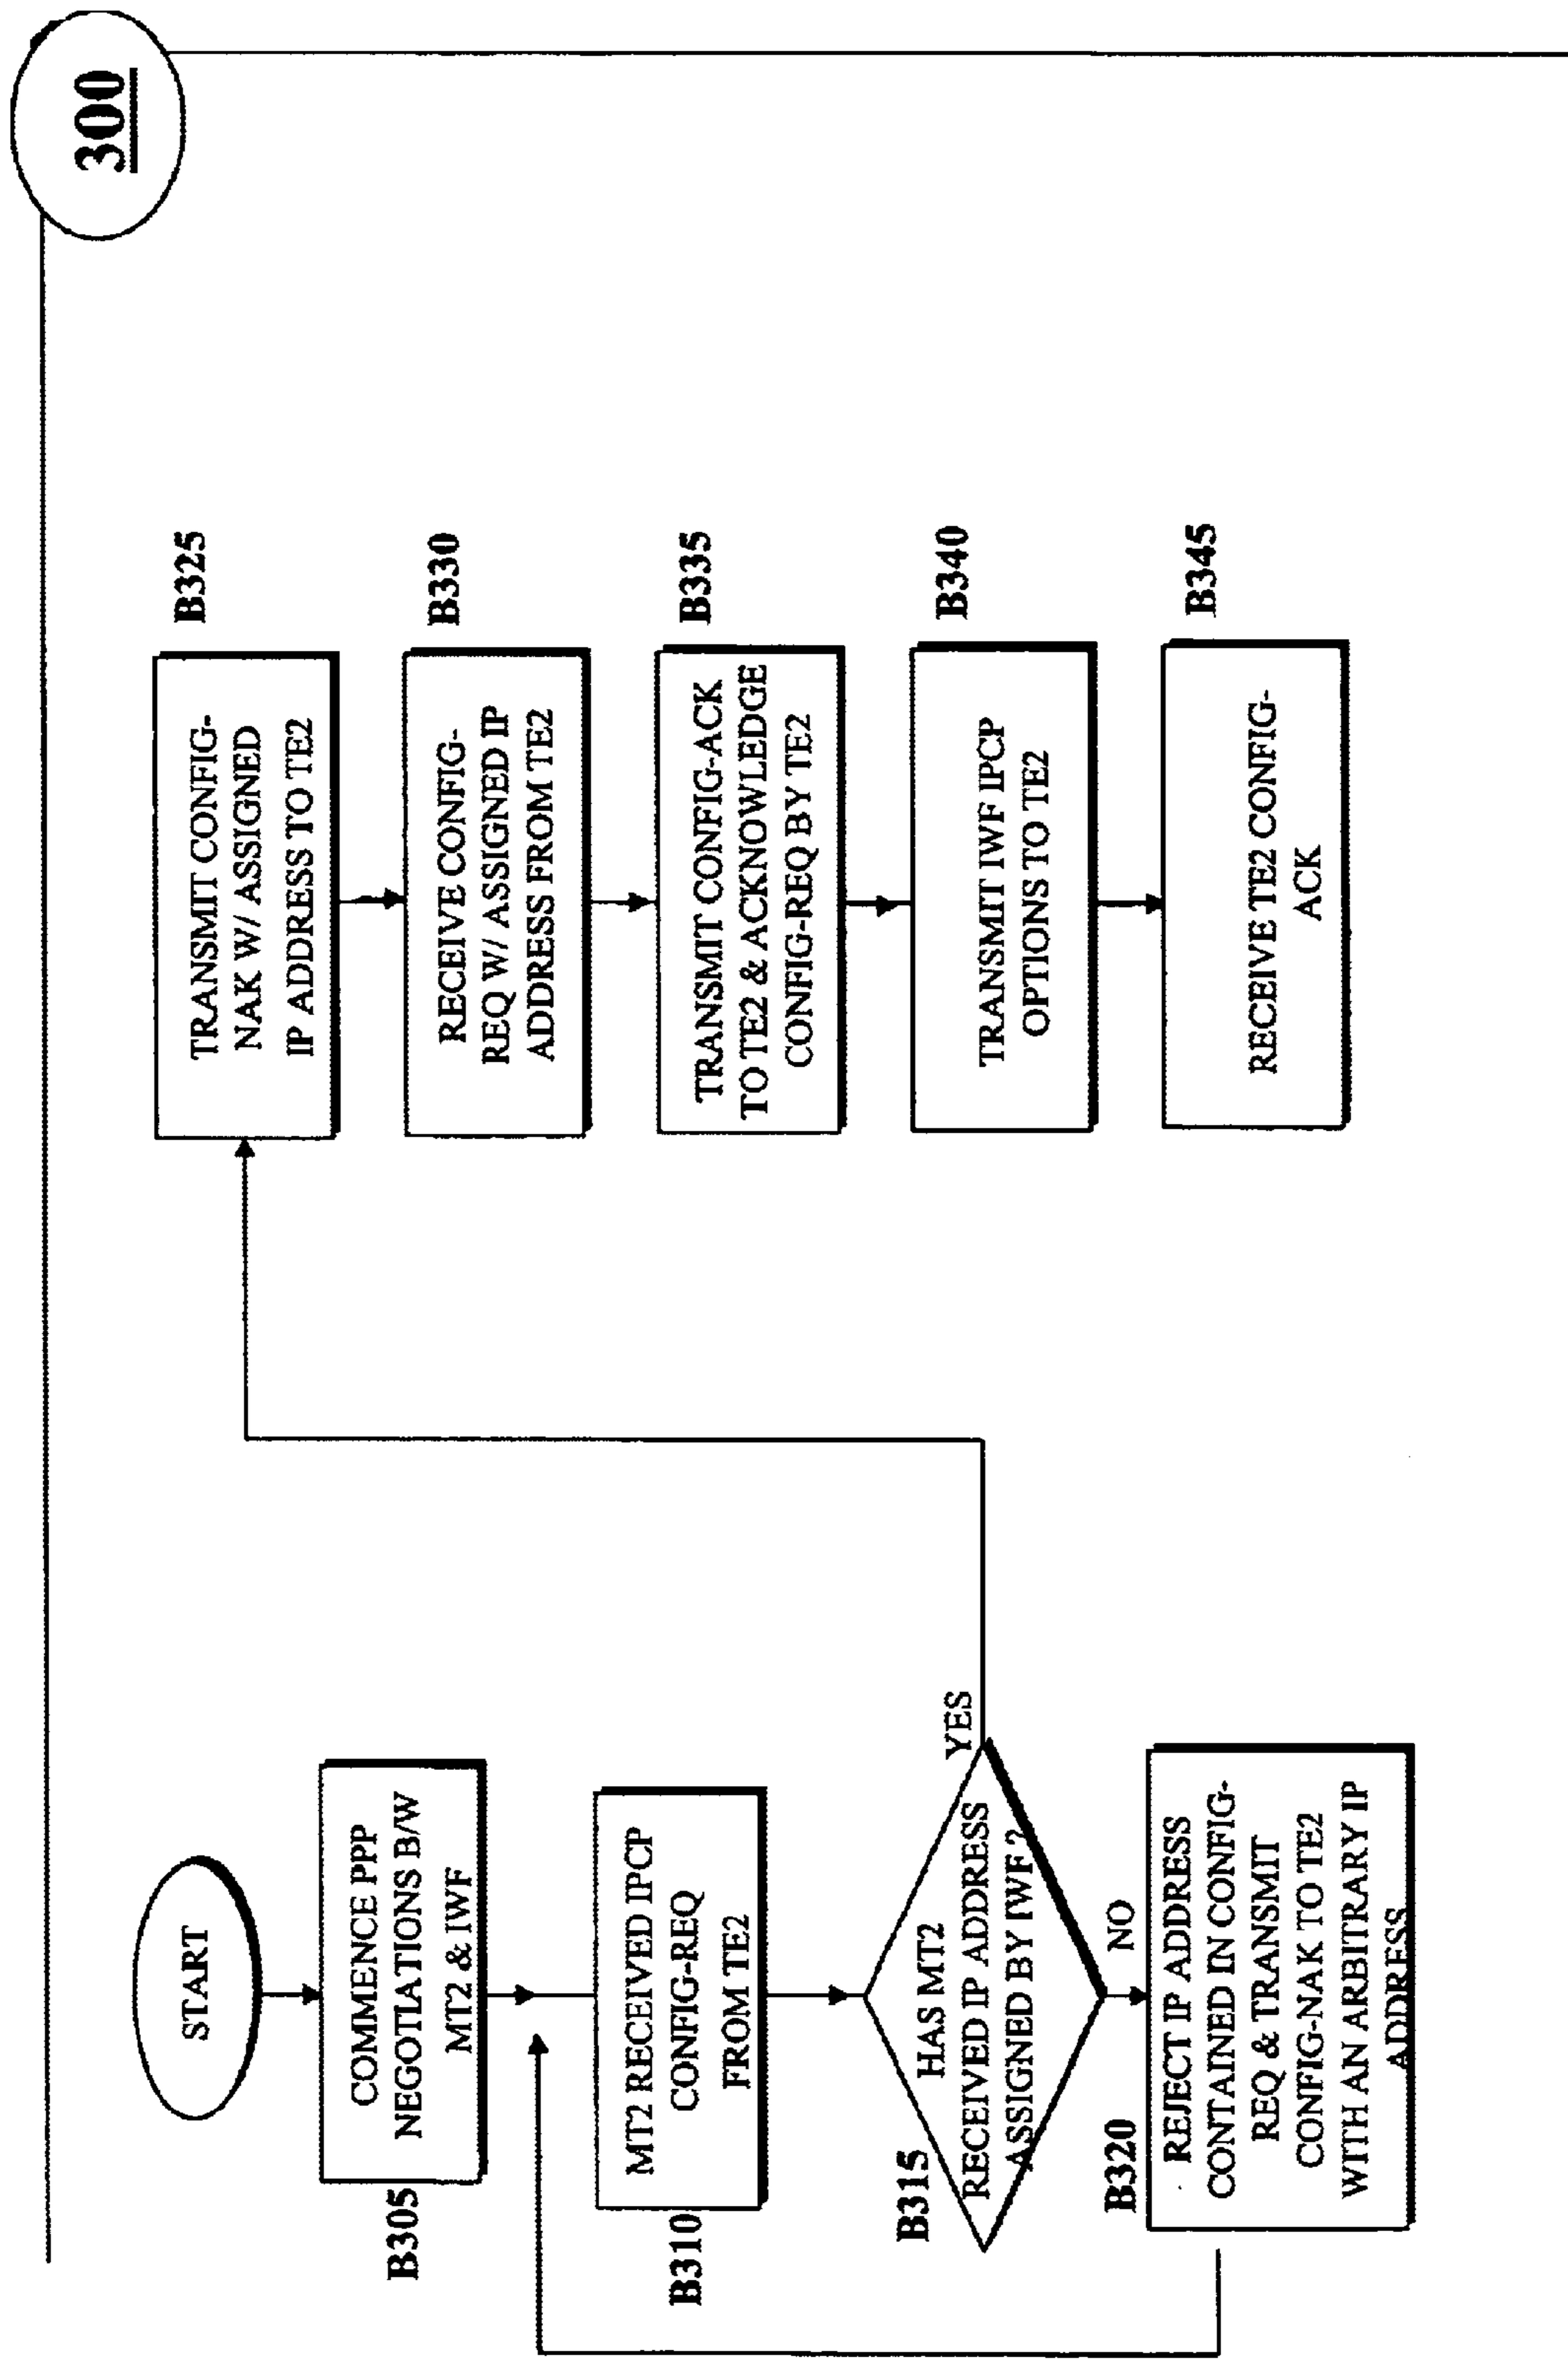 300
START
B305
COMMENCE PPP
NEGOTIATIONS B/W
MT2 & IWF
B310
MT2 RECEIVED IPCP
CONFIG-REQ
FROM TE2
B315
HAS MT2
RECEIVED IP ADDRESS
ASSIGNED BY IWF ?
YES
NO
B320
REJECT IP ADDRESS
CONTAINED IN CONFIG-
REQ & TRANSMIT
CONFIG-NAK TO TE2
WITH AN ARBITRARY IP
ADDRESS
B325
TRANSMIT CONFIG-
NAK W/ ASSIGNED
IP ADDRESS TO TE2
B330
RECEIVE CONFIG-
REQ W/ ASSIGNED IP
ADDRESS FROM TE2
B335
TRANSMIT CONFIG-ACK
TO TE2 & ACKNOWLEDGE
CONFIG-REQ BY TE2
B340
TRANSMIT IWF IPCP
OPTIONS TO TE2
B345
RECEIVE TE2 CONFIG-
ACK